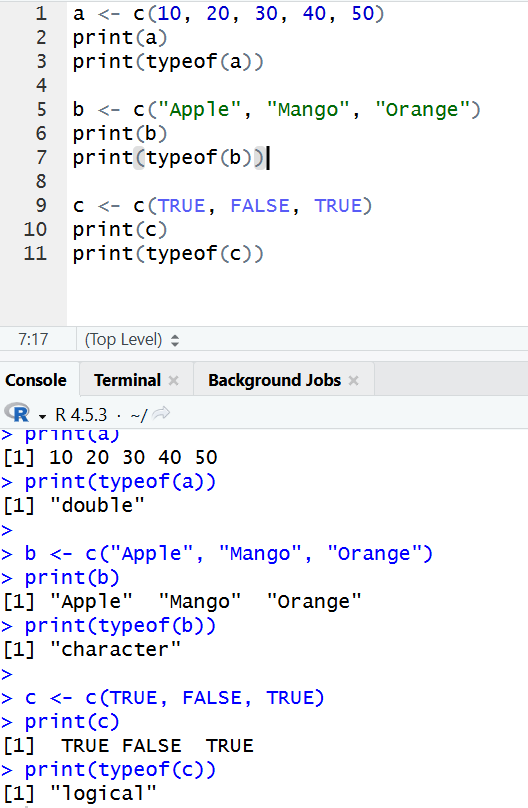 1 a <- c(10, 20, 30, 40, 50)
2 print(a)
3 print(typeof(a))
4
5 b <- c("Apple", "Mango", "Orange")
6 print(b)
7 print(typeof(b))
8
9 c <- c(TRUE, FALSE, TRUE)
10 print(c)
11 print(typeof(c))
7:17 (Top Level)
Console Terminal Background Jobs
R R 4.5.3 · ~/
> print(a)
[1] 10 20 30 40 50
> print(typeof(a))
[1] "double"
>
> b <- c("Apple", "Mango", "Orange")
> print(b)
[1] "Apple"  "Mango"  "Orange"
> print(typeof(b))
[1] "character"
>
> c <- c(TRUE, FALSE, TRUE)
> print(c)
[1]  TRUE FALSE  TRUE
> print(typeof(c))
[1] "logical"